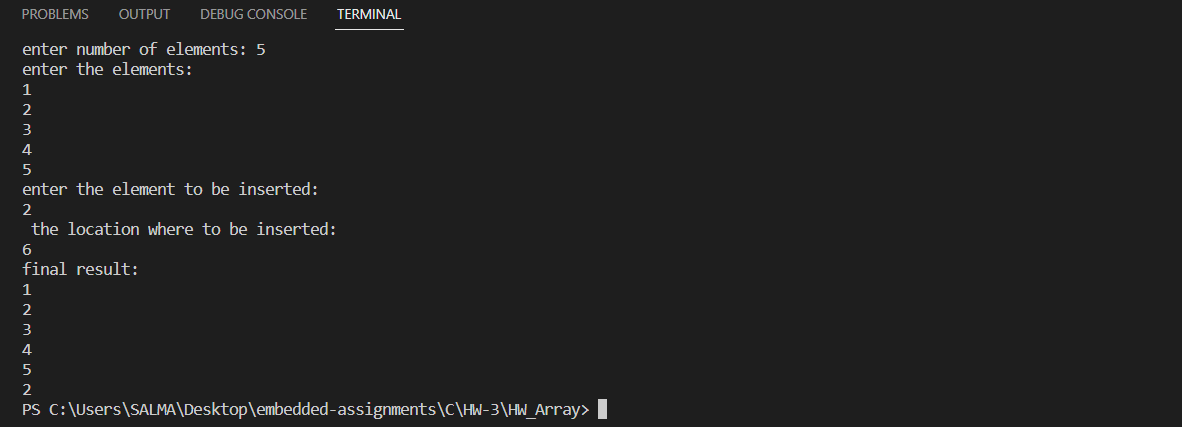 PROBLEMS OUTPUT DEBUG CONSOLE TERMINAL
enter number of elements: 5
enter the elements:
1
2
3
4
5
enter the element to be inserted:
2
 the location where to be inserted:
6
final result:
1
2
3
4
5
2
PS C:\Users\SALMA\Desktop\embedded-assignments\C\HW-3\HW_Array>